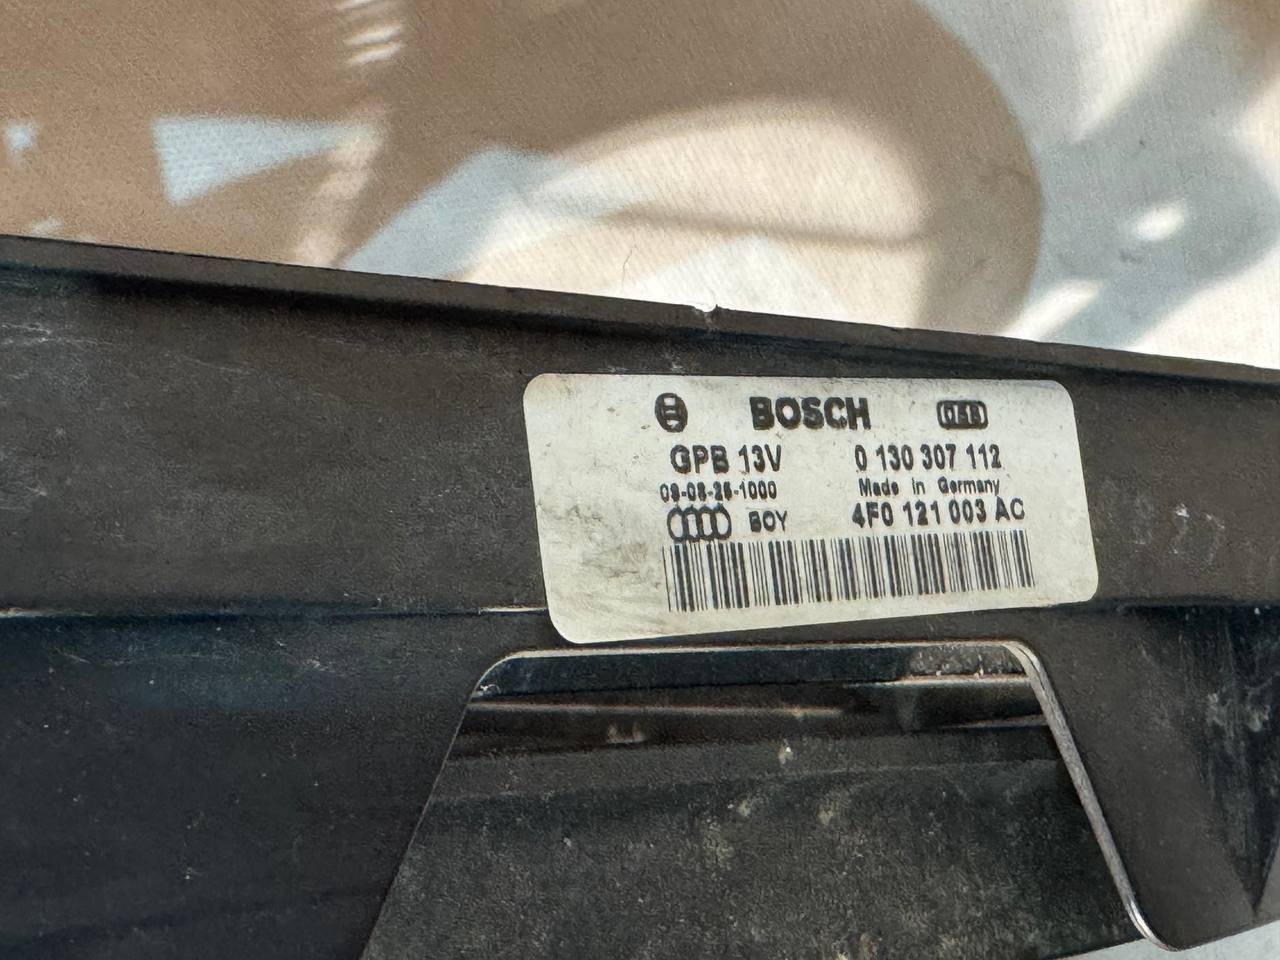 BOSCH
GPB 13V 0 130 307 112
Made in Germany
BOY 4F0 121 003 AC